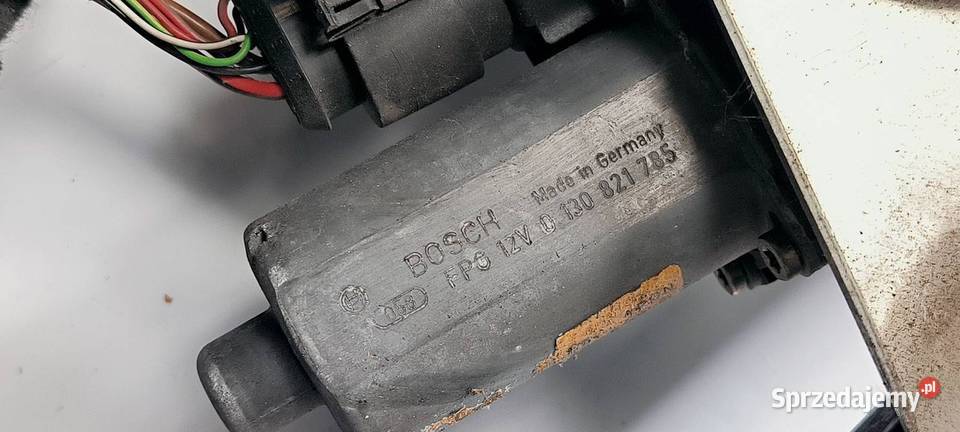 Made in Germany
BOSCH
FPG 12V 0 130 821 785
Sprzedajemy.pl